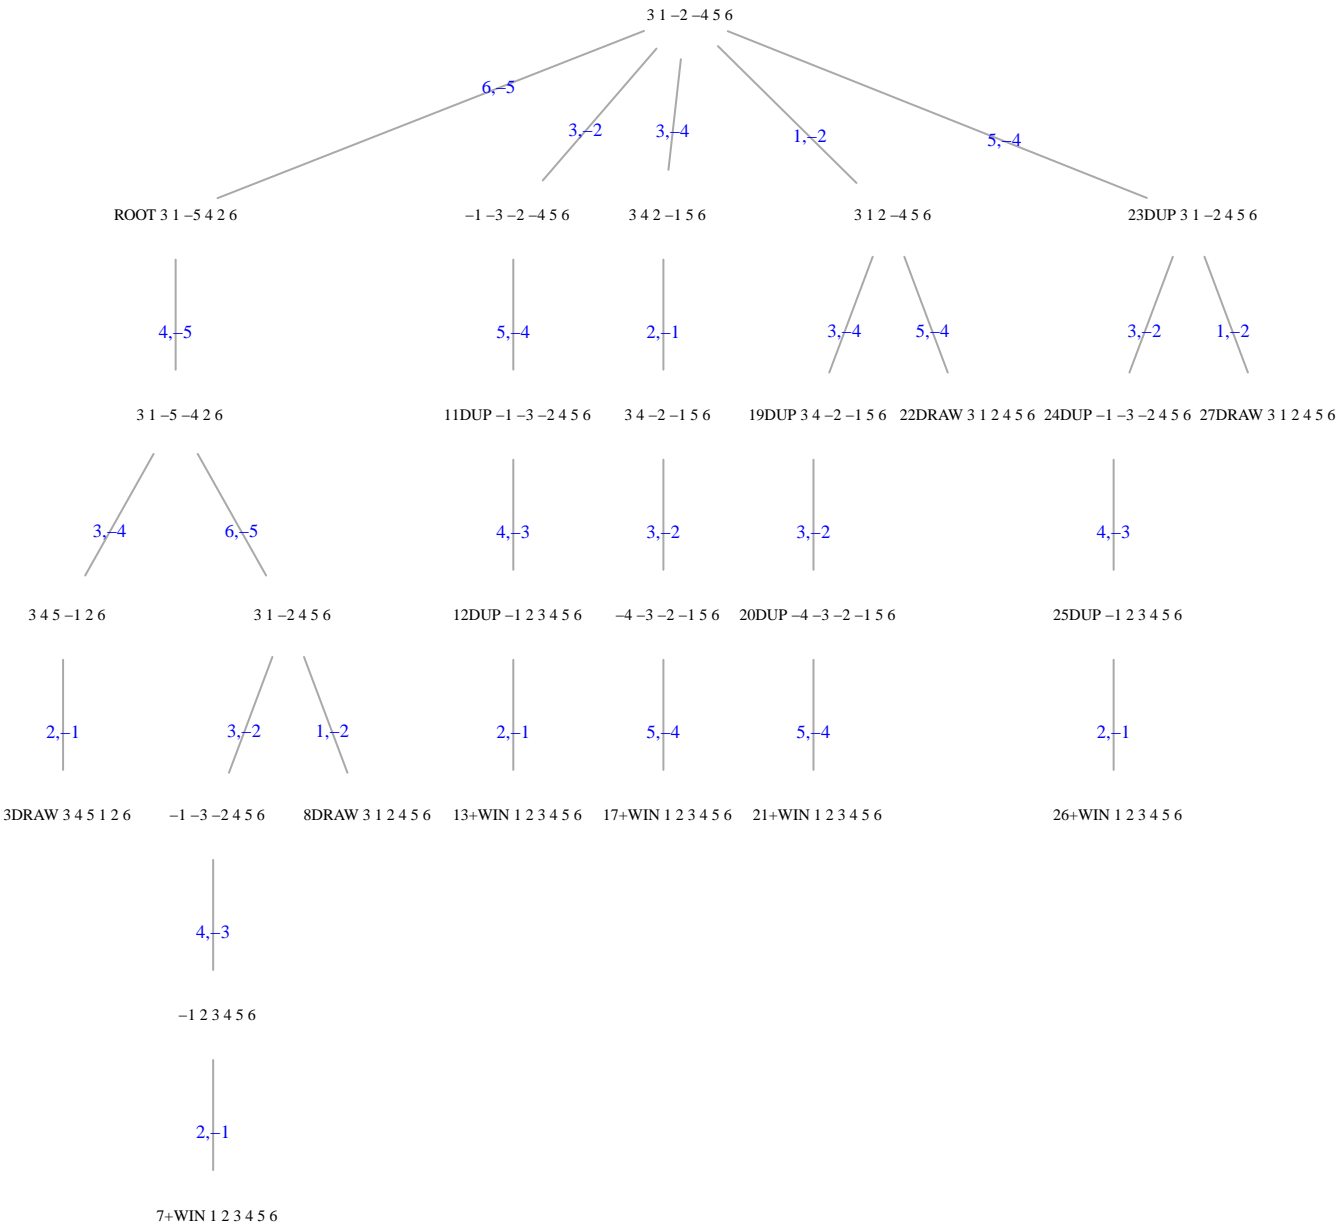 3 1 −2 −4 5 6
6,−5
3,−2
3,−4
1,−2
5,−4
ROOT 3 1 −5 4 2 6
−1 −3 −2 −4 5 6
3 4 2 −1 5 6
3 1 2 −4 5 6
23DUP 3 1 −2 4 5 6
4,−5
5,−4
2,−1
3,−4
5,−4
3,−2
1,−2
3 1 −5 −4 2 6
11DUP −1 −3 −2 4 5 6
3 4 −2 −1 5 6
19DUP 3 4 −2 −1 5 6
22DRAW 3 1 2 4 5 6
24DUP −1 −3 −2 4 5 6
27DRAW 3 1 2 4 5 6
3,−4
6,−5
4,−3
3,−2
3,−2
4,−3
3 4 5 −1 2 6
3 1 −2 4 5 6
12DUP −1 2 3 4 5 6
−4 −3 −2 −1 5 6
20DUP −4 −3 −2 −1 5 6
25DUP −1 2 3 4 5 6
2,−1
3,−2
1,−2
2,−1
5,−4
5,−4
2,−1
3DRAW 3 4 5 1 2 6
−1 −3 −2 4 5 6
8DRAW 3 1 2 4 5 6
13+WIN 1 2 3 4 5 6
17+WIN 1 2 3 4 5 6
21+WIN 1 2 3 4 5 6
26+WIN 1 2 3 4 5 6
4,−3
−1 2 3 4 5 6
2,−1
7+WIN 1 2 3 4 5 6